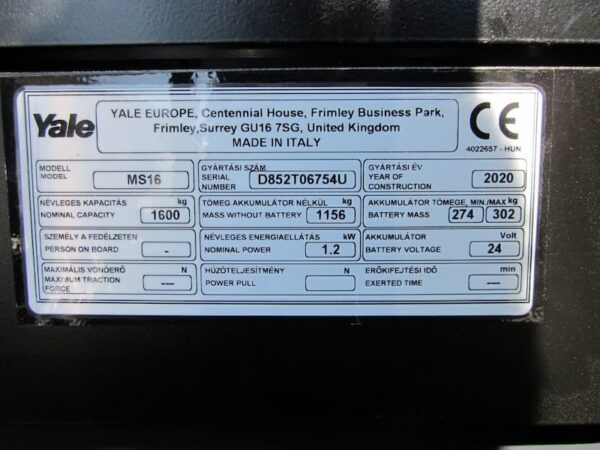 Yale
YALE EUROPE, Centennial House, Frimley Business Park,
Frimley,Surrey GU16 7SG, United Kingdom
MADE IN ITALY
CE
4022657 - HUN
MODELL
MODEL
MS16
GYÁRTÁSI SZÁM
SERIAL
NUMBER
D852T06754U
GYÁRTÁSI ÉV
YEAR OF
CONSTRUCTION
2020
NÉVLEGES KAPACITÁS kg
NOMINAL CAPACITY 1600
TÖMEG AKKUMULÁTOR NÉLKÜL kg
MASS WITHOUT BATTERY 1156
AKKUMULÁTOR TÖMEGE, MIN./MAX kg
BATTERY MASS 274 302
SZEMÉLY A FEDÉLZETEN
PERSON ON BOARD -
NÉVLEGES ENERGIAELLÁTÁS kW
NOMINAL POWER 1.2
AKKUMULÁTOR Volt
BATTERY VOLTAGE 24
MAXIMÁLIS VONÓERŐ N
MAXIMUM TRACTION
FORCE ---
HÚZÓTELJESÍTMÉNY N
POWER PULL
ERŐKIFEJTÉSI IDŐ min
EXERTED TIME ---